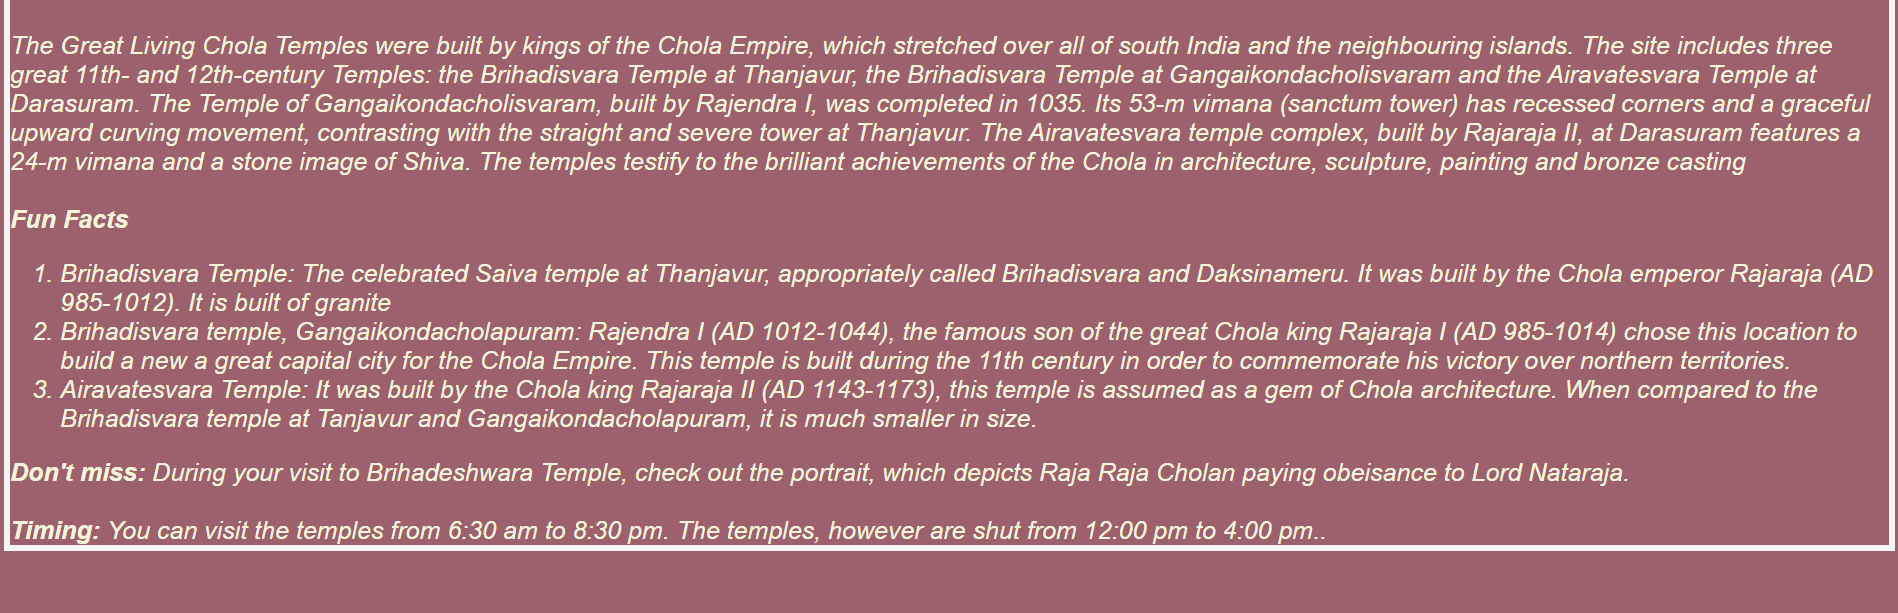 The Great Living Chola Temples were built by kings of the Chola Empire, which stretched over all of south India and the neighbouring islands. The site includes three
great 11th- and 12th-century Temples: the Brihadisvara Temple at Thanjavur, the Brihadisvara Temple at Gangaikondacholisvaram and the Airavatesvara Temple at
Darasuram. The Temple of Gangaikondacholisvaram, built by Rajendra I, was completed in 1035. Its 53-m vimana (sanctum tower) has recessed corners and a graceful
upward curving movement, contrasting with the straight and severe tower at Thanjavur. The Airavatesvara temple complex, built by Rajaraja II, at Darasuram features a
24-m vimana and a stone image of Shiva. The temples testify to the brilliant achievements of the Chola in architecture, sculpture, painting and bronze casting
Fun Facts
1. Brihadisvara Temple: The celebrated Saiva temple at Thanjavur, appropriately called Brihadisvara and Daksinameru. It was built by the Chola emperor Rajaraja (AD
985-1012). It is built of granite
2. Brihadisvara temple, Gangaikondacholapuram: Rajendra I (AD 1012-1044), the famous son of the great Chola king Rajaraja I (AD 985-1014) chose this location to
build a new a great capital city for the Chola Empire. This temple is built during the 11th century in order to commemorate his victory over northern territories.
3. Airavatesvara Temple: It was built by the Chola king Rajaraja II (AD 1143-1173), this temple is assumed as a gem of Chola architecture. When compared to the
Brihadisvara temple at Tanjavur and Gangaikondacholapuram, it is much smaller in size.
Don't miss: During your visit to Brihadeshwara Temple, check out the portrait, which depicts Raja Raja Cholan paying obeisance to Lord Nataraja.
Timing: You can visit the temples from 6:30 am to 8:30 pm. The temples, however are shut from 12:00 pm to 4:00 pm..